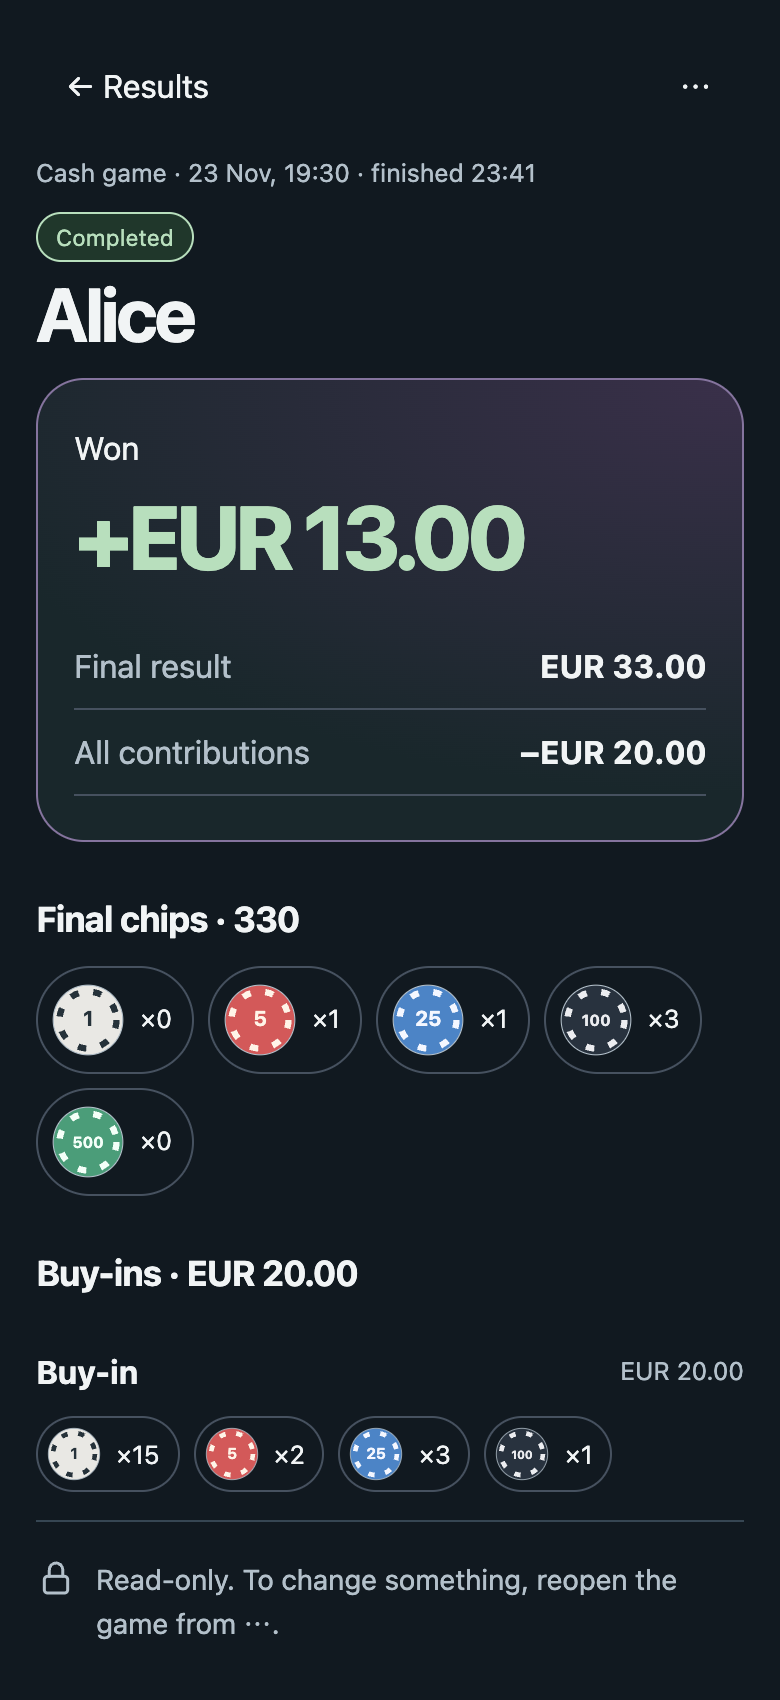 ← Results ···
Cash game · 23 Nov, 19:30 · finished 23:41
Completed
Alice
Won
+EUR 13.00
Final result EUR 33.00
All contributions −EUR 20.00
Final chips · 330
1 ×0 5 ×1 25 ×1 100 ×3
500 ×0
Buy-ins · EUR 20.00
Buy-in EUR 20.00
1 ×15 5 ×2 25 ×3 100 ×1
Read-only. To change something, reopen the
game from ···.